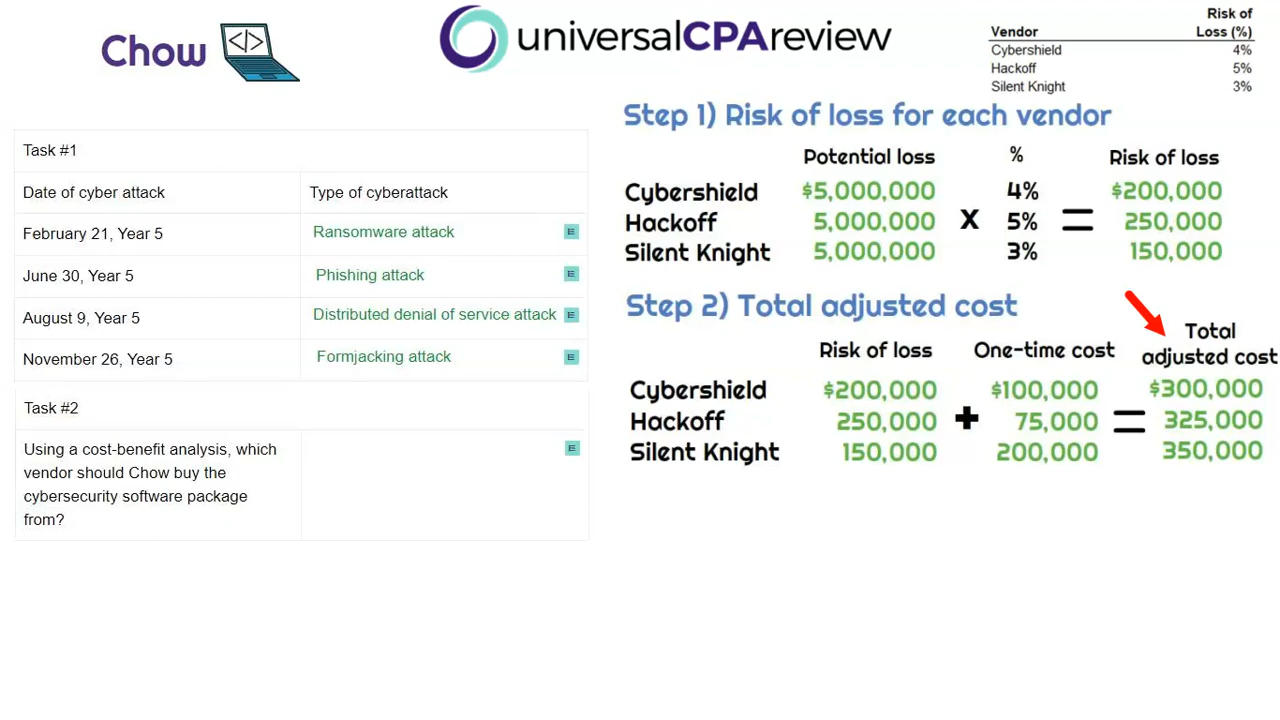 Chow
</>
universalCPAreview
Risk of
Vendor Loss (%)
Cybershield 4%
Hackoff 5%
Silent Knight 3%
Task #1
Date of cyber attack Type of cyberattack
February 21, Year 5 Ransomware attack E
June 30, Year 5 Phishing attack E
August 9, Year 5 Distributed denial of service attack E
November 26, Year 5 Formjacking attack E
Task #2
Using a cost-benefit analysis, which E
vendor should Chow buy the
cybersecurity software package
from?
Step 1) Risk of loss for each vendor
Potential loss % Risk of loss
Cybershield $5,000,000 4% $200,000
Hackoff 5,000,000 x 5% = 250,000
Silent Knight 5,000,000 3% 150,000
Step 2) Total adjusted cost
Total
Risk of loss One-time cost adjusted cost
Cybershield $200,000 $100,000 $300,000
Hackoff 250,000 + 75,000 = 325,000
Silent Knight 150,000 200,000 350,000